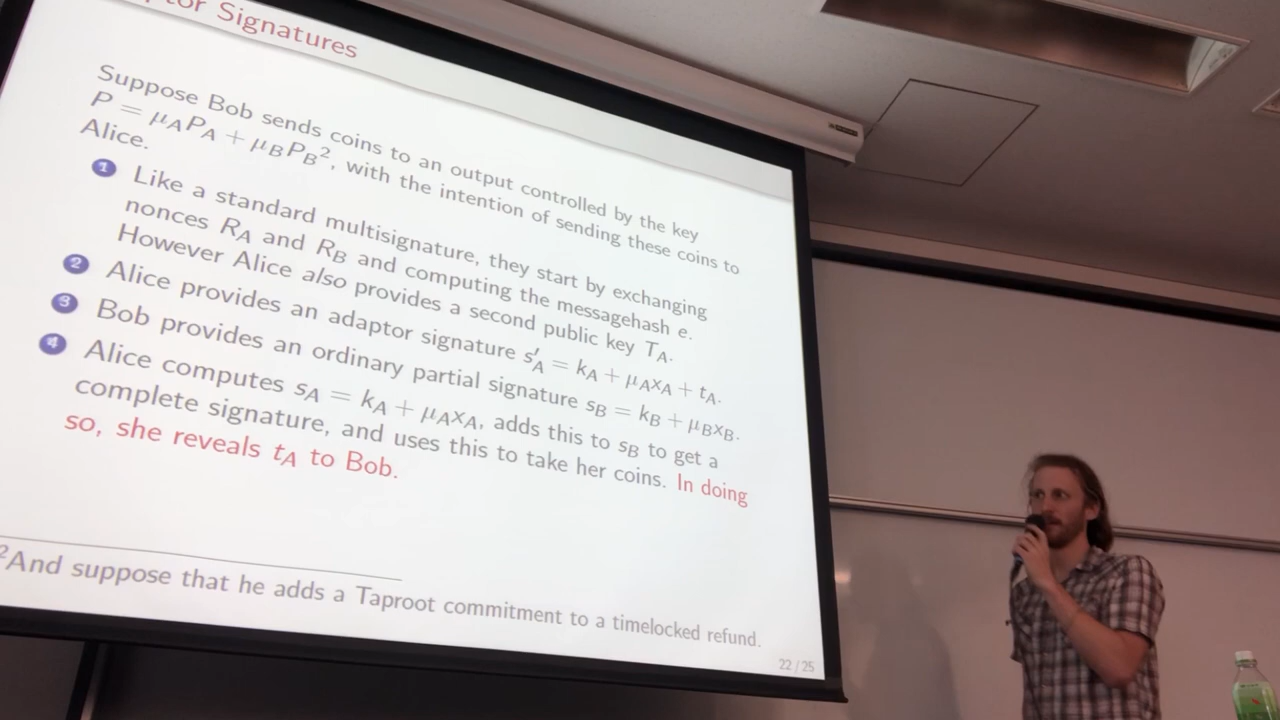 tor Signatures
Suppose Bob sends coins to an output controlled by the key
P = μ_A P_A + μ_B P_B ², with the intention of sending these coins to
Alice.
1 Like a standard multisignature, they start by exchanging
nonces R_A and R_B and computing the messagehash e.
However Alice also provides a second public key T_A.
2 Alice provides an adaptor signature s′_A = k_A + μ_A x_A + t_A.
3 Bob provides an ordinary partial signature s_B = k_B + μ_B x_B.
4 Alice computes s_A = k_A + μ_A x_A, adds this to s_B to get a
complete signature, and uses this to take her coins. In doing
so, she reveals t_A to Bob.
²And suppose that he adds a Taproot commitment to a timelocked refund.
22 / 25